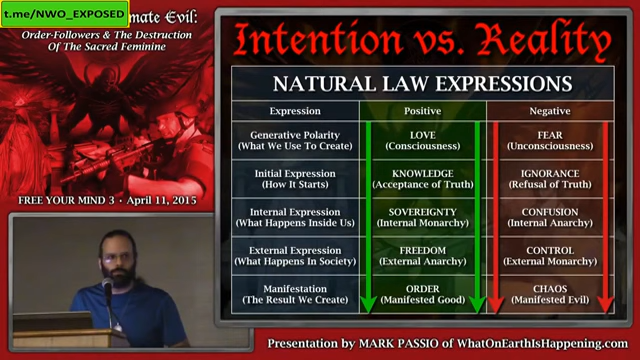 t.me/NWO_EXPOSED
mate Evil:
Order-Followers & The Destruction
Of The Sacred Feminine
FREE YOUR MIND 3 · April 11, 2015
Intention vs. Reality
NATURAL LAW EXPRESSIONS
Expression Positive Negative
Generative Polarity LOVE FEAR
(What We Use To Create) (Consciousness) (Unconsciousness)
Initial Expression KNOWLEDGE IGNORANCE
(How It Starts) (Acceptance of Truth) (Refusal of Truth)
Internal Expression SOVEREIGNTY CONFUSION
(What Happens Inside Us) (Internal Monarchy) (Internal Anarchy)
External Expression FREEDOM CONTROL
(What Happens In Society) (External Anarchy) (External Monarchy)
Manifestation ORDER CHAOS
(The Result We Create) (Manifested Good) (Manifested Evil)
Presentation by MARK PASSIO of WhatOnEarthIsHappening.com